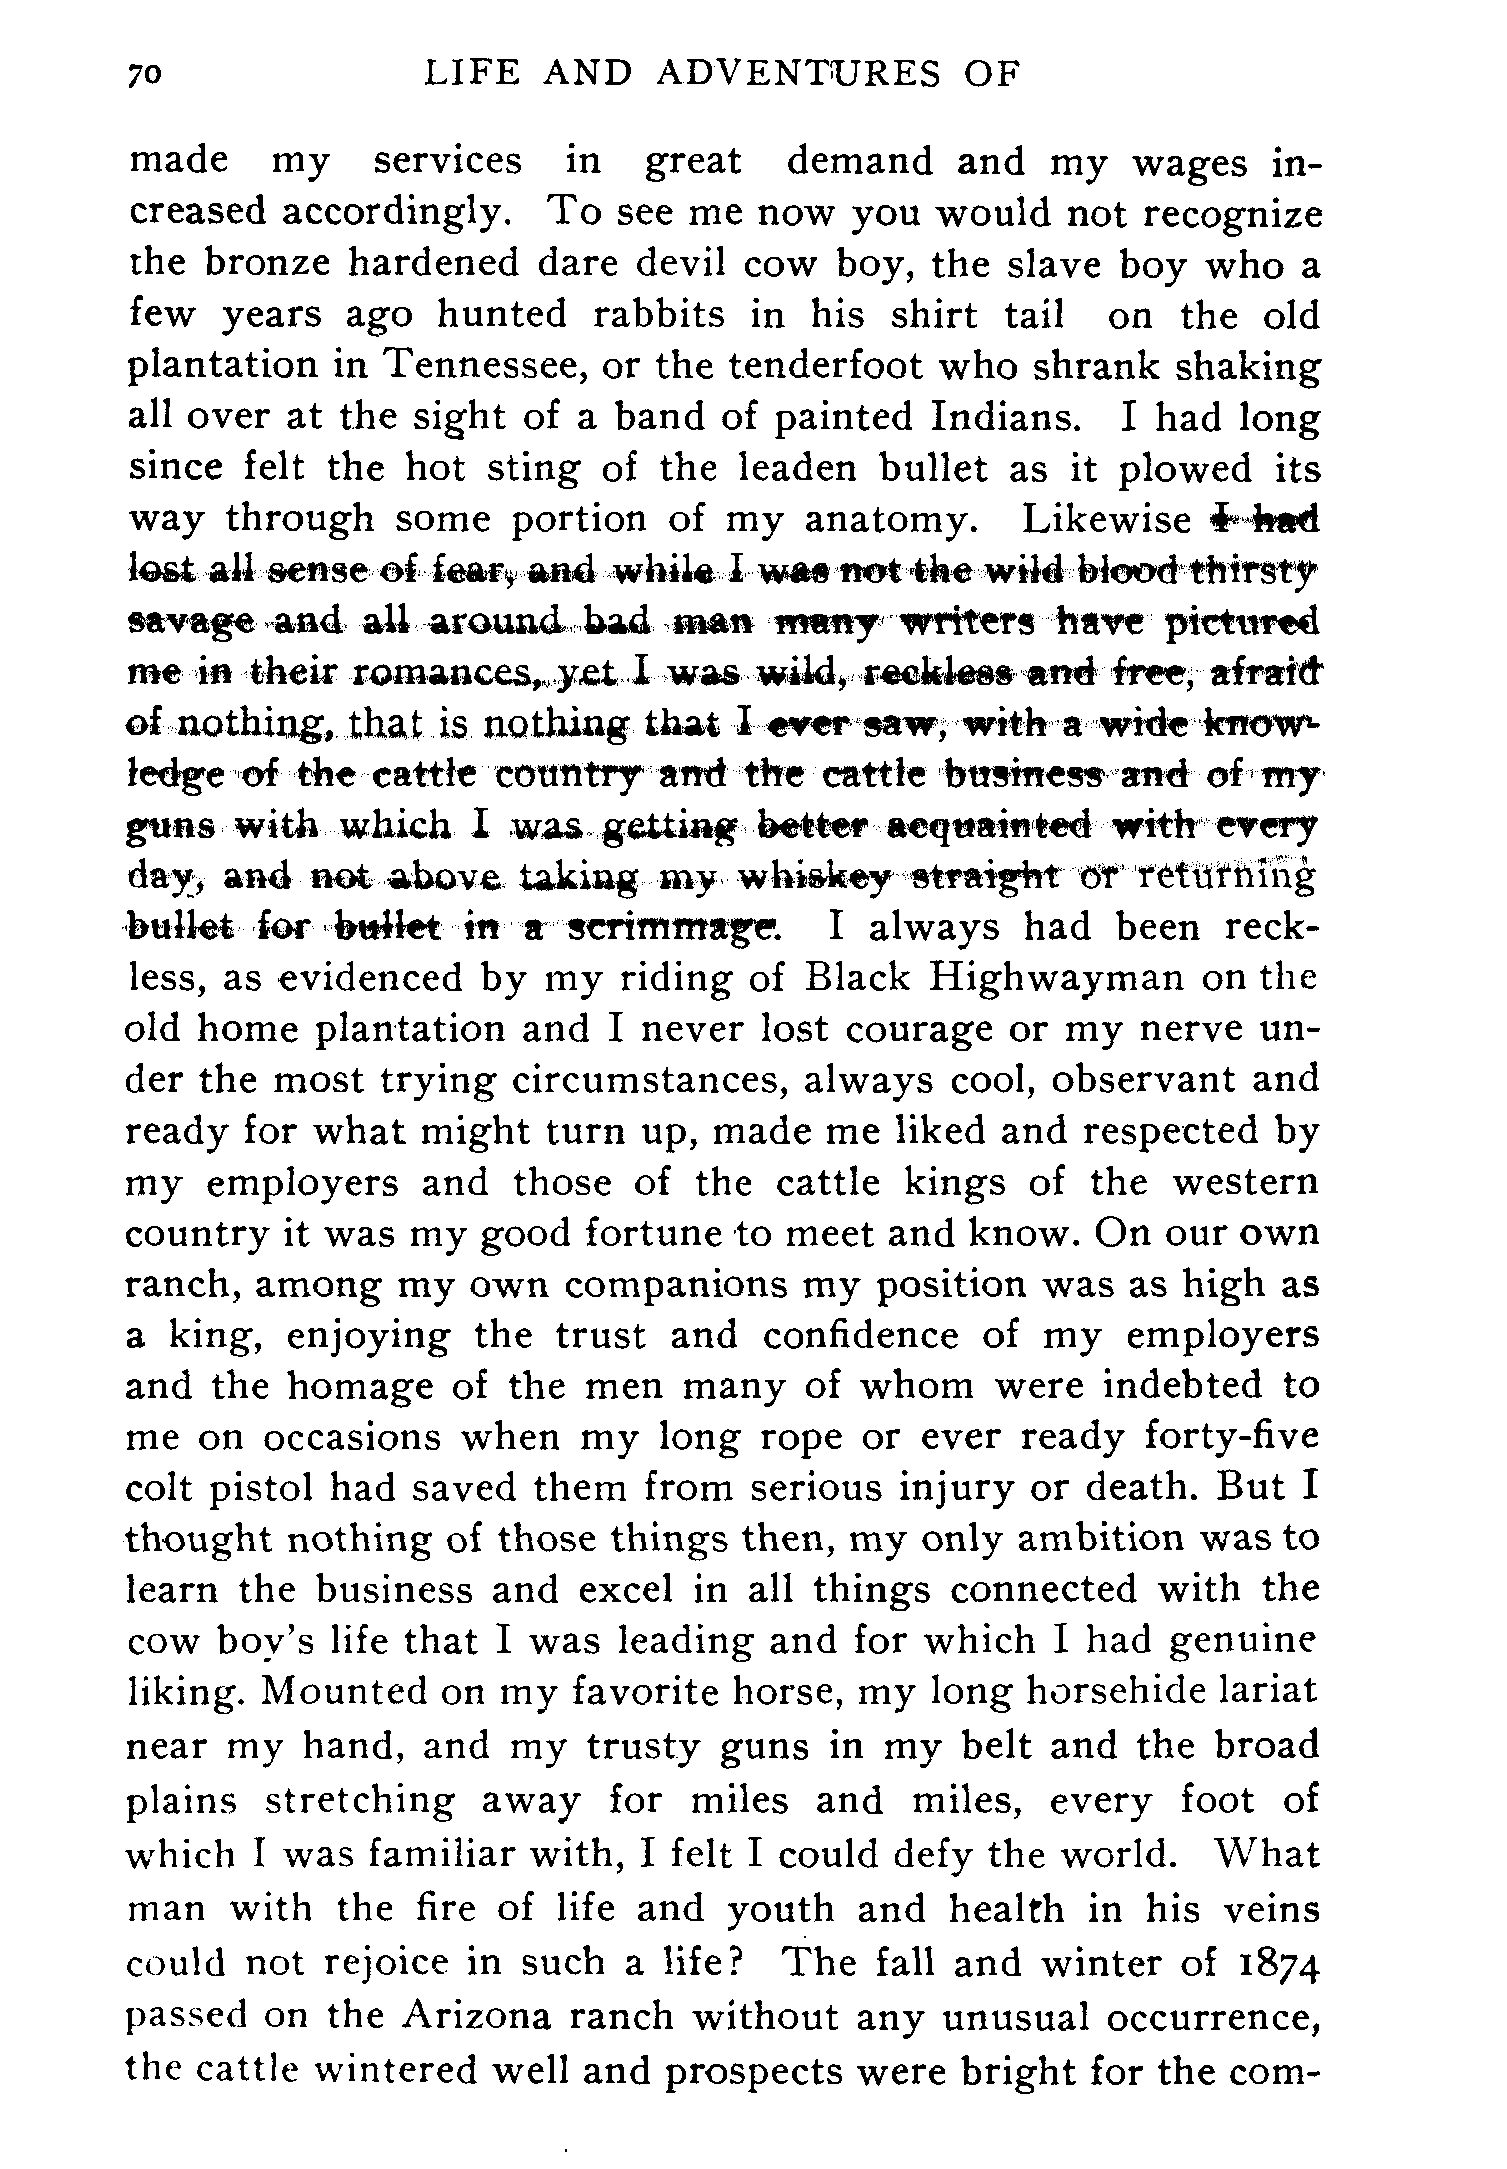 70 LIFE AND ADVENTURES OF
made my services in great demand and my wages in-
creased accordingly. To see me now you would not recognize
the bronze hardened dare devil cow boy, the slave boy who a
few years ago hunted rabbits in his shirt tail on the old
plantation in Tennessee, or the tenderfoot who shrank shaking
all over at the sight of a band of painted Indians. I had long
since felt the hot sting of the leaden bullet as it plowed its
way through some portion of my anatomy. Likewise I had
lost all sense of fear, and while I was not the wild blood thirsty
savage and all around bad man many writers have pictured
me in their romances, yet I was wild, reckless and free, afraid
of nothing, that is nothing that I ever saw, with a wide know-
ledge of the cattle country and the cattle business and of my
guns with which I was getting better acquainted with every
day, and not above taking my whiskey straight or returning
bullet for bullet in a scrimmage. I always had been reck-
less, as evidenced by my riding of Black Highwayman on the
old home plantation and I never lost courage or my nerve un-
der the most trying circumstances, always cool, observant and
ready for what might turn up, made me liked and respected by
my employers and those of the cattle kings of the western
country it was my good fortune to meet and know. On our own
ranch, among my own companions my position was as high as
a king, enjoying the trust and confidence of my employers
and the homage of the men many of whom were indebted to
me on occasions when my long rope or ever ready forty-five
colt pistol had saved them from serious injury or death. But I
thought nothing of those things then, my only ambition was to
learn the business and excel in all things connected with the
cow boy's life that I was leading and for which I had genuine
liking. Mounted on my favorite horse, my long horsehide lariat
near my hand, and my trusty guns in my belt and the broad
plains stretching away for miles and miles, every foot of
which I was familiar with, I felt I could defy the world. What
man with the fire of life and youth and health in his veins
could not rejoice in such a life? The fall and winter of 1874
passed on the Arizona ranch without any unusual occurrence,
the cattle wintered well and prospects were bright for the com-